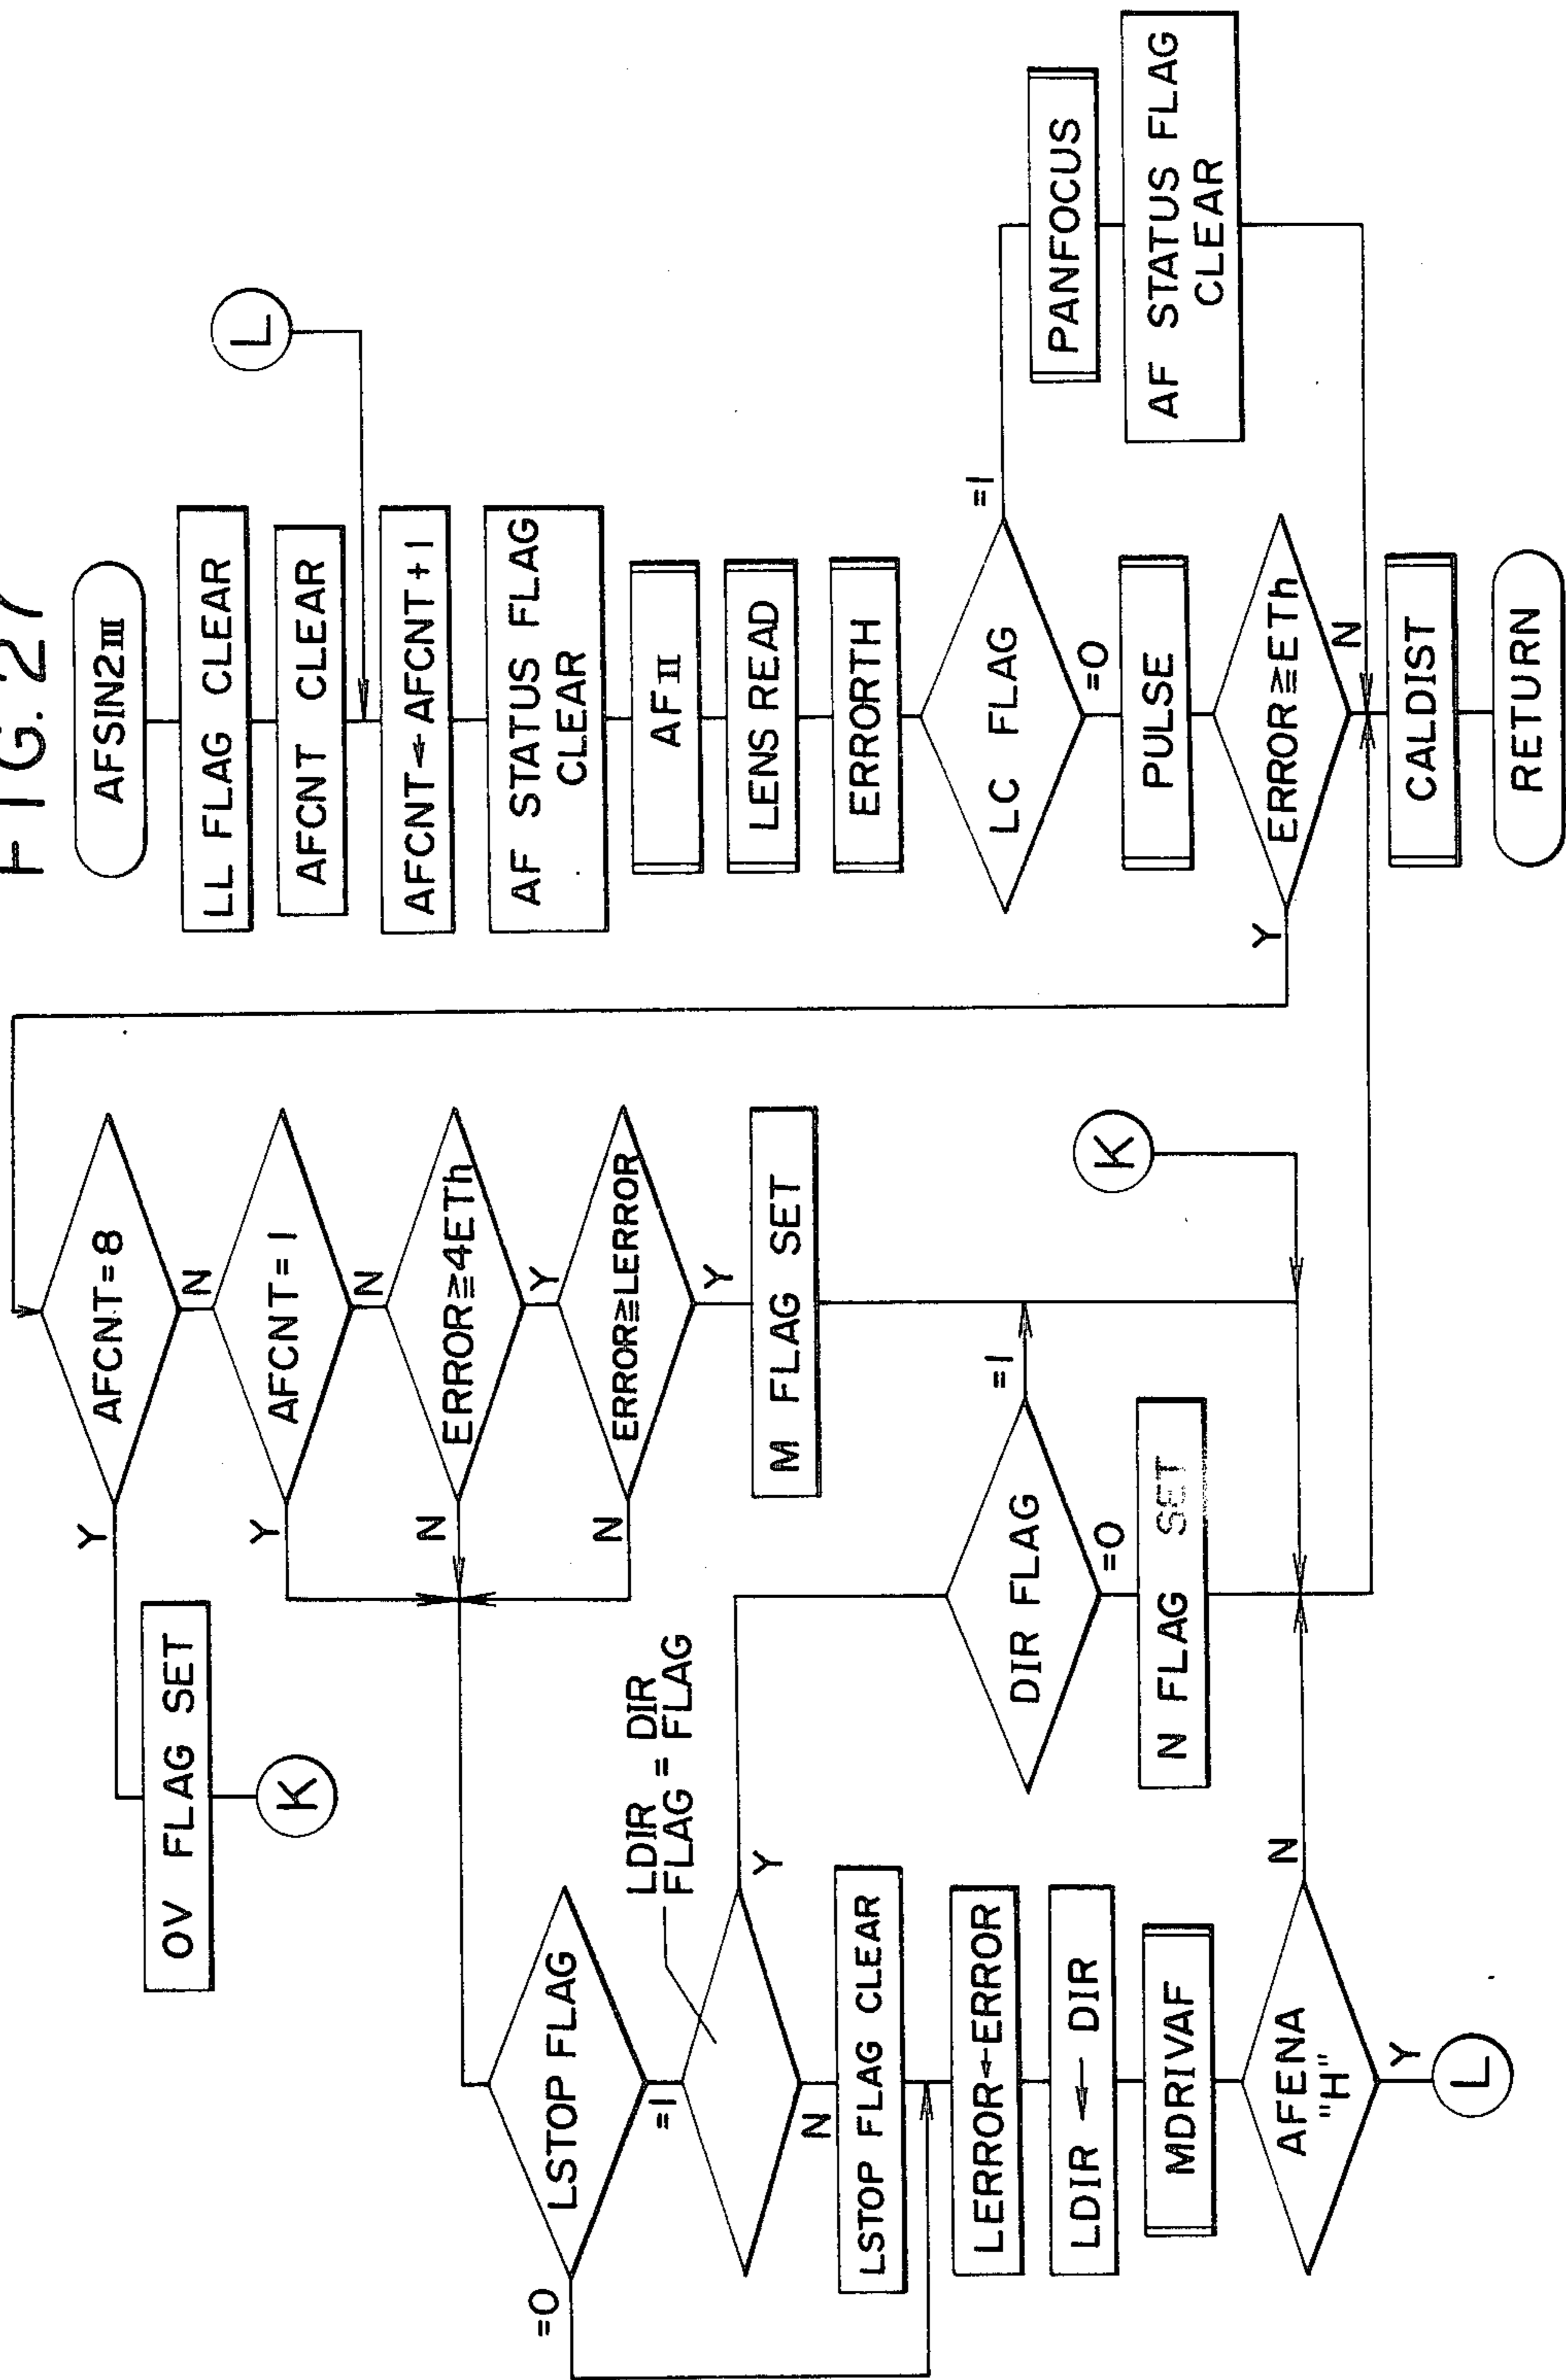 FIG. 27
AFSIN2III
LL FLAG CLEAR
AFCNT CLEAR
L
AFCNT←AFCNT+1
AF STATUS FLAG
CLEAR
AF II
LENS READ
ERRORTH
LC FLAG
=1
=0
PANFOCUS
AF STATUS FLAG
CLEAR
PULSE
ERROR≧ETh
Y
N
CALDIST
RETURN
AFCNT=8
Y
N
OV FLAG SET
K
AFCNT=1
Y
N
ERROR≧4ETh
N
Y
ERROR≧LERROR
N
Y
M FLAG SET
K
LSTOP FLAG
=0
=1
LDIR = DIR
FLAG = FLAG
Y
N
DIR FLAG
=1
=0
N FLAG SET
LSTOP FLAG CLEAR
LERROR←ERROR
LDIR ← DIR
MDRIVAF
AFENA
"H"
N
Y
L